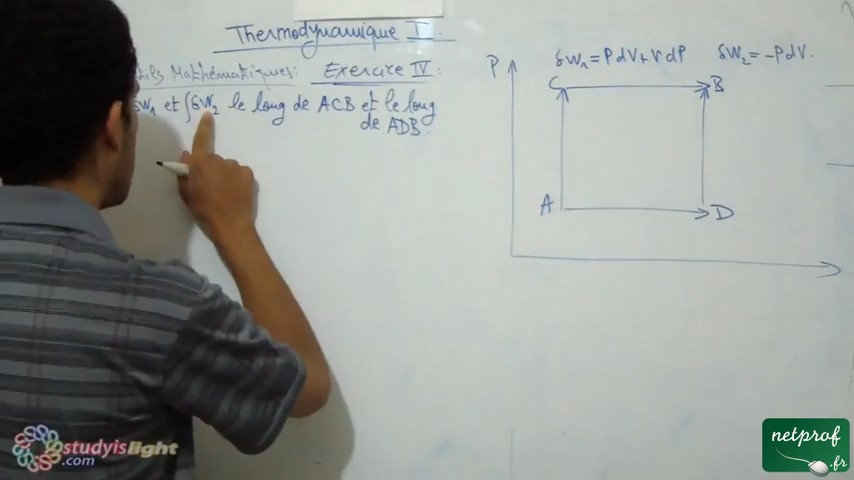 Thermodynamique I
Mathématiques: Exercice IV:
δW1 et ∫δW2 le long de ACB et le long
de ADB.
δW1 = PdV + VdP δW2 = -PdV.
P
C B
A D
studyislight
.com
netprof
.fr